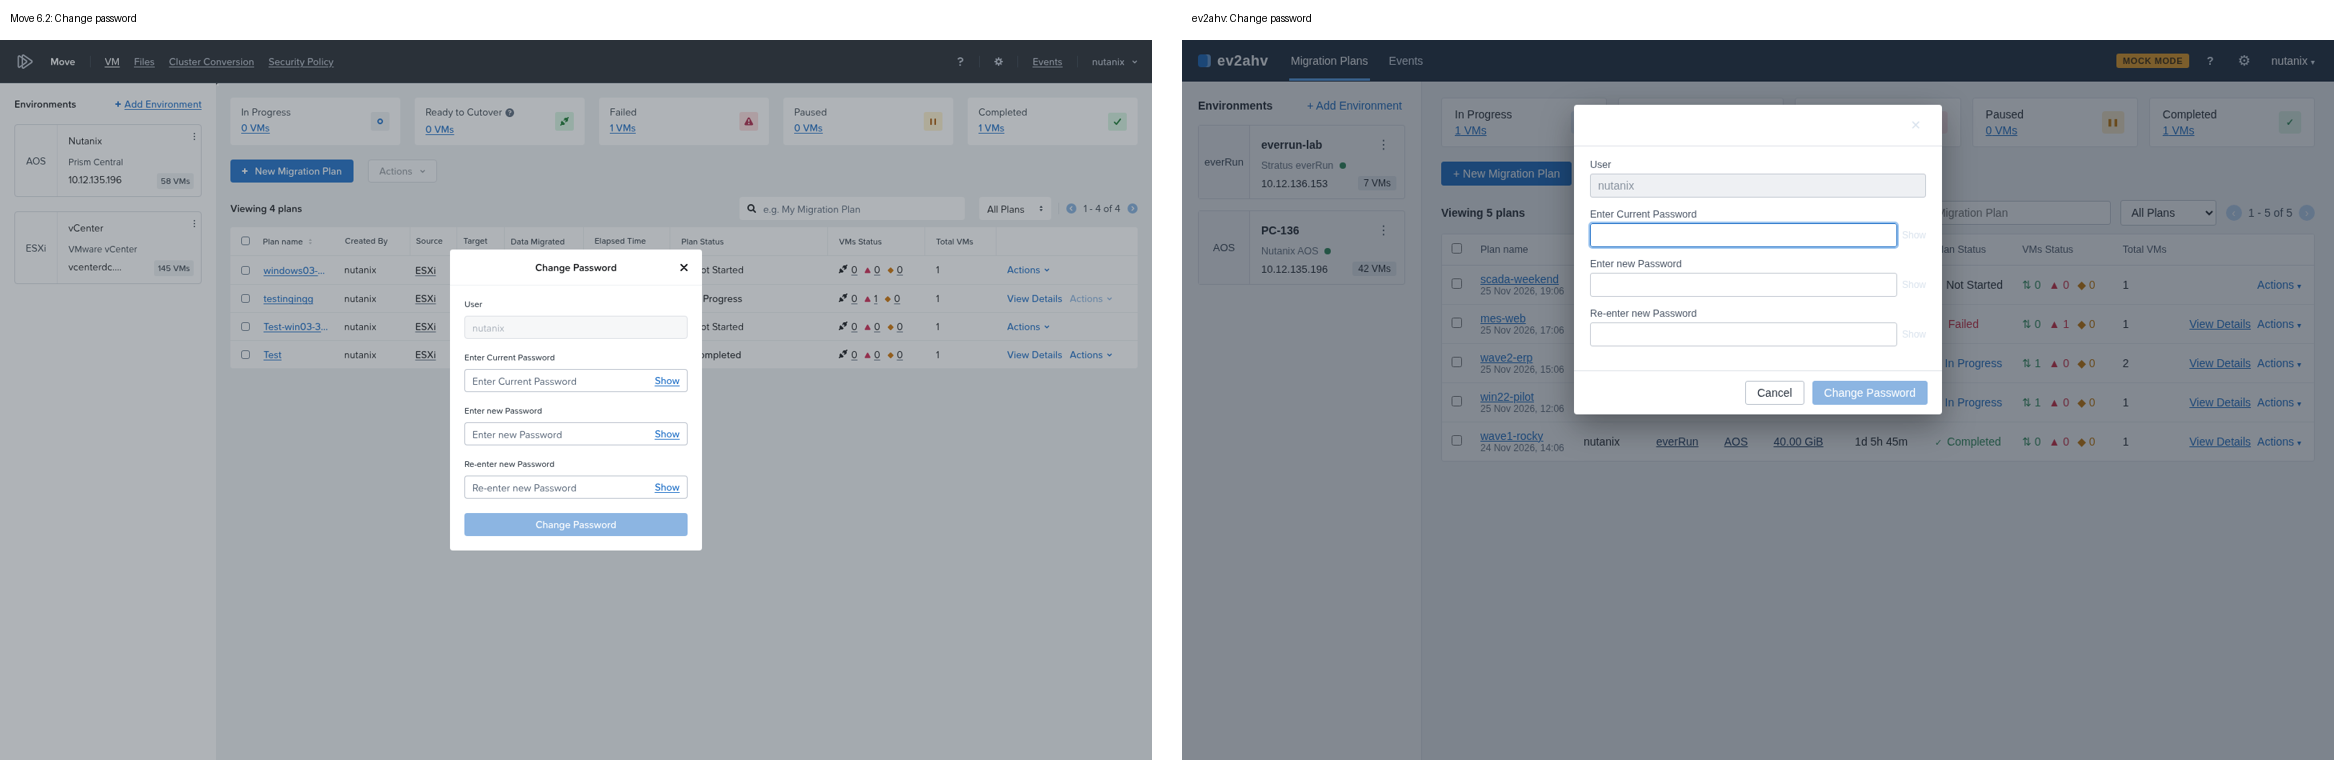 Move 6.2: Change password
Move
VM
Files
Cluster Conversion
Security Policy
?
Events
nutanix
Environments
+ Add Environment
AOS
Nutanix
Prism Central
10.12.135.196
58 VMs
ESXi
vCenter
VMware vCenter
vcenterdc....
145 VMs
In Progress
0 VMs
Ready to Cutover
0 VMs
Failed
1 VMs
Paused
0 VMs
Completed
1 VMs
+ New Migration Plan
Actions
Viewing 4 plans
e.g. My Migration Plan
All Plans
1 - 4 of 4
Plan name Created By Source Target Data Migrated Elapsed Time Plan Status VMs Status Total VMs
windows03-... nutanix ESXi ot Started 0 0 0 1 Actions
testingingg nutanix ESXi Progress 0 1 0 1 View Details Actions
Test-win03-3... nutanix ESXi ot Started 0 0 0 1 Actions
Test nutanix ESXi ompleted 0 0 0 1 View Details Actions
Change Password
User
nutanix
Enter Current Password
Enter Current Password Show
Enter new Password
Enter new Password Show
Re-enter new Password
Re-enter new Password Show
Change Password
ev2ahv: Change password
ev2ahv
Migration Plans
Events
MOCK MODE
?
nutanix
Environments
+ Add Environment
everRun
everrun-lab
Stratus everRun
10.12.136.153
7 VMs
AOS
PC-136
Nutanix AOS
10.12.135.196
42 VMs
In Progress
1 VMs
Paused
0 VMs
Completed
1 VMs
+ New Migration Plan
Viewing 5 plans
Migration Plan
All Plans
1 - 5 of 5
Plan name an Status VMs Status Total VMs
scada-weekend Not Started 0 0 0 1 Actions
25 Nov 2026, 19:06
mes-web Failed 0 1 0 1 View Details Actions
25 Nov 2026, 17:06
wave2-erp In Progress 1 0 0 2 View Details Actions
25 Nov 2026, 15:06
win22-pilot In Progress 1 0 0 1 View Details Actions
25 Nov 2026, 12:06
wave1-rocky nutanix everRun AOS 40.00 GiB 1d 5h 45m Completed 0 0 0 1 View Details Actions
24 Nov 2026, 14:06
User
nutanix
Enter Current Password
Show
Enter new Password
Show
Re-enter new Password
Show
Cancel
Change Password